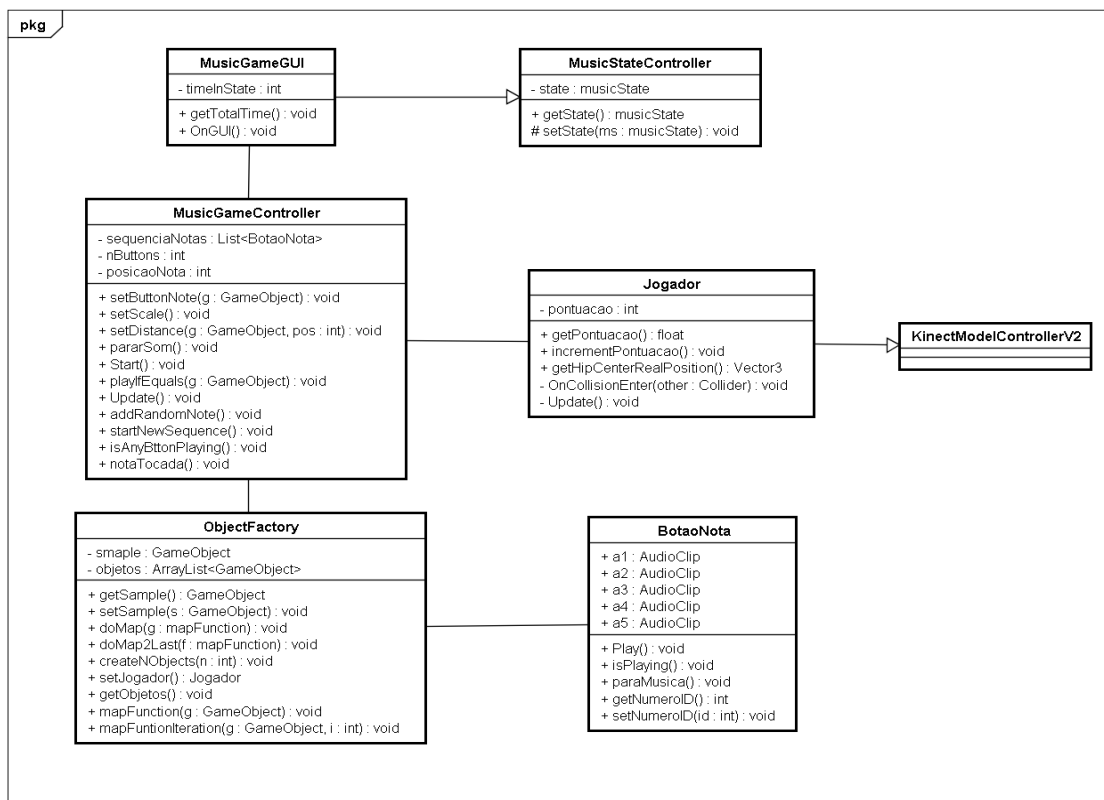 pkg
MusicGameGUI
- timeInState : int
+ getTotalTime() : void
+ OnGUI() : void
MusicStateController
- state : musicState
+ getState() : musicState
# setState(ms : musicState) : void
MusicGameController
- sequenciaNotas : List<BotaoNota>
- nButtons : int
- posicaoNota : int
+ setButtonNote(g : GameObject) : void
+ setScale() : void
+ setDistance(g : GameObject, pos : int) : void
+ pararSom() : void
+ Start() : void
+ playIfEquals(g : GameObject) : void
+ Update() : void
+ addRandomNote() : void
+ startNewSequence() : void
+ isAnyBttonPlaying() : void
+ notaTocada() : void
Jogador
- pontuacao : int
+ getPontuacao() : float
+ incrementPontuacao() : void
+ getHipCenterRealPosition() : Vector3
- OnCollisionEnter(other : Collider) : void
- Update() : void
KinectModelControllerV2
ObjectFactory
- smaple : GameObject
- objetos : ArrayList<GameObject>
+ getSample() : GameObject
+ setSample(s : GameObject) : void
+ doMap(g : mapFunction) : void
+ doMap2Last(f : mapFunction) : void
+ createNObjects(n : int) : void
+ setJogador() : Jogador
+ getObjetos() : void
+ mapFunction(g : GameObject) : void
+ mapFuntionIteration(g : GameObject, i : int) : void
BotaoNota
+ a1 : AudioClip
+ a2 : AudioClip
+ a3 : AudioClip
+ a4 : AudioClip
+ a5 : AudioClip
+ Play() : void
+ isPlaying() : void
+ paraMusica() : void
+ getNumeroID() : int
+ setNumeroID(id : int) : void